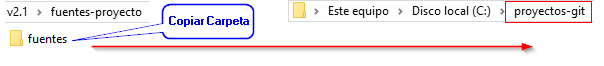 v2.1 > fuentes-proyecto
fuentes
Copiar Carpeta
> Este equipo > Disco local (C:) > proyectos-git